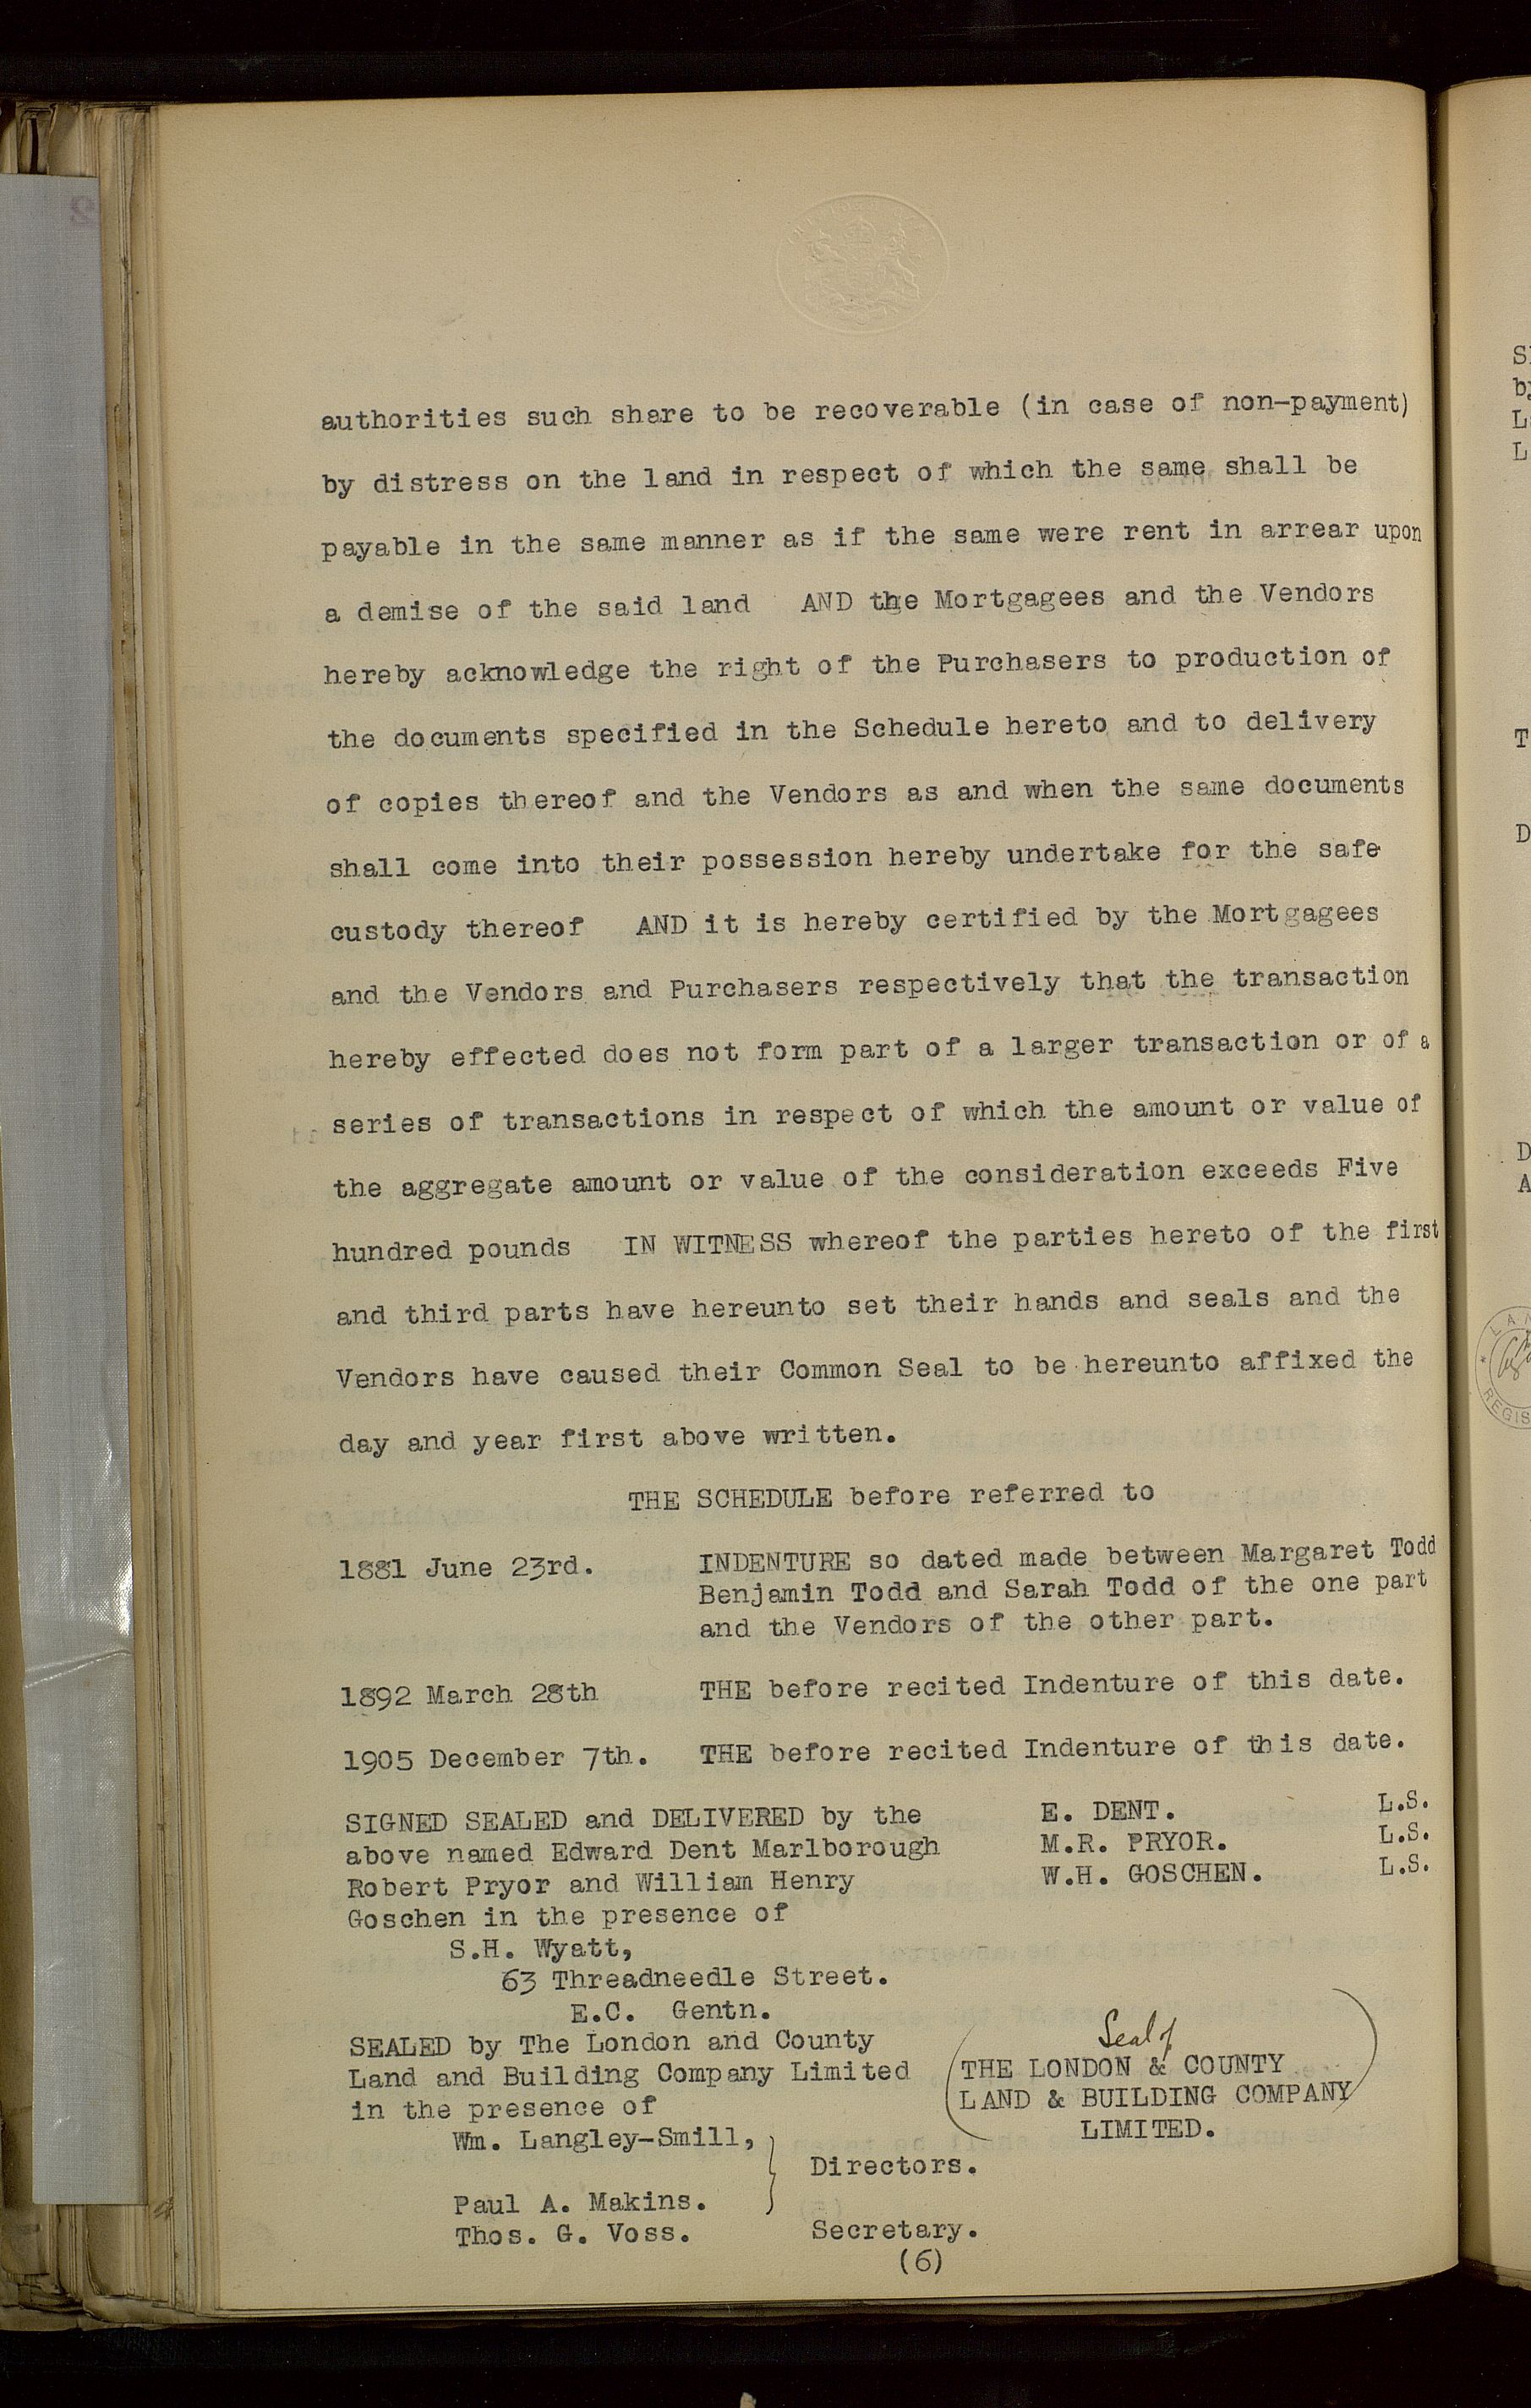 authorities such share to be recoverable (in case of non-payment)
by distress on the land in respect of which the same shall be
payable in the same manner as if the same were rent in arrear upon
a demise of the said land AND the Mortgagees and the Vendors
hereby acknowledge the right of the Purchasers to production of
the documents specified in the Schedule hereto and to delivery
of copies thereof and the Vendors as and when the same documents
shall come into their possession hereby undertake for the safe
custody thereof AND it is hereby certified by the Mortgagees
and the Vendors and Purchasers respectively that the transaction
hereby effected does not form part of a larger transaction or of a
series of transactions in respect of which the amount or value of
the aggregate amount or value of the consideration exceeds Five
hundred pounds IN WITNESS whereof the parties hereto of the first
and third parts have hereunto set their hands and seals and the
Vendors have caused their Common Seal to be hereunto affixed the
day and year first above written.
THE SCHEDULE before referred to
1881 June 23rd. INDENTURE so dated made between Margaret Todd
Benjamin Todd and Sarah Todd of the one part
and the Vendors of the other part.
1892 March 28th THE before recited Indenture of this date.
1905 December 7th. THE before recited Indenture of this date.
SIGNED SEALED and DELIVERED by the E. DENT. L.S.
above named Edward Dent Marlborough M.R. PRYOR. L.S.
Robert Pryor and William Henry W.H. GOSCHEN. L.S.
Goschen in the presence of
S.H. Wyatt,
63 Threadneedle Street.
E.C. Gentn.
SEALED by The London and County Seal of
Land and Building Company Limited THE LONDON & COUNTY
in the presence of LAND & BUILDING COMPANY
Wm. Langley-Smill, LIMITED.
Directors.
Paul A. Makins.
Thos. G. Voss. Secretary.
(6)